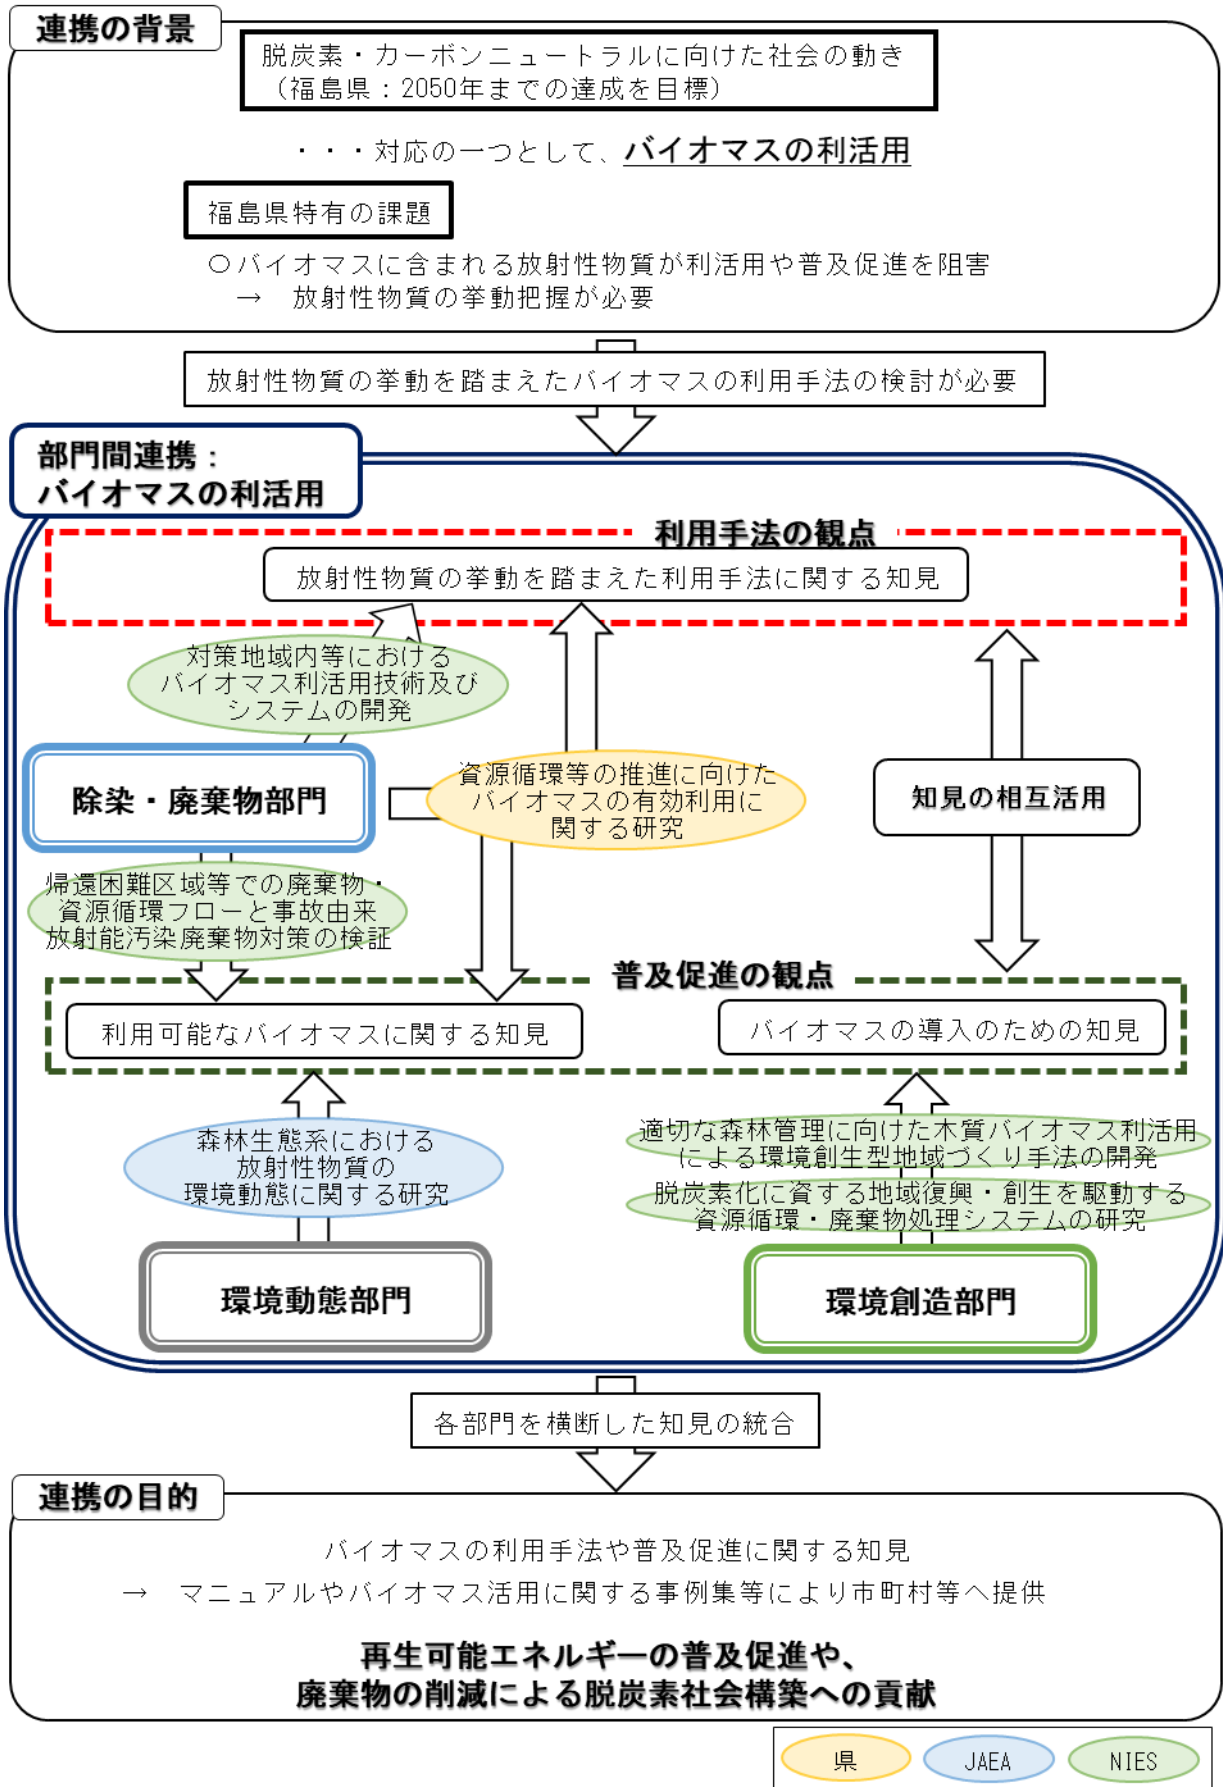 連携の背景
脱炭素・カーボンニュートラルに向けた社会の動き
（福島県：2050年までの達成を目標）
・・・対応の一つとして、バイオマスの利活用
福島県特有の課題
○バイオマスに含まれる放射性物質が利活用や普及促進を阻害
→　放射性物質の挙動把握が必要
放射性物質の挙動を踏まえたバイオマスの利用手法の検討が必要
部門間連携：
バイオマスの利活用
利用手法の観点
放射性物質の挙動を踏まえた利用手法に関する知見
対策地域内等における
バイオマス利活用技術及び
システムの開発
除染・廃棄物部門
資源循環等の推進に向けた
バイオマスの有効利用に
関する研究
知見の相互活用
帰還困難区域等での廃棄物・
資源循環フローと事故由来
放射能汚染廃棄物対策の検証
普及促進の観点
利用可能なバイオマスに関する知見
バイオマスの導入のための知見
森林生態系における
放射性物質の
環境動態に関する研究
適切な森林管理に向けた木質バイオマス利活用
による環境創生型地域づくり手法の開発
脱炭素化に資する地域復興・創生を駆動する
資源循環・廃棄物処理システムの研究
環境動態部門
環境創造部門
各部門を横断した知見の統合
連携の目的
バイオマスの利用手法や普及促進に関する知見
→　マニュアルやバイオマス活用に関する事例集等により市町村等へ提供
再生可能エネルギーの普及促進や、
廃棄物の削減による脱炭素社会構築への貢献
県
JAEA
NIES